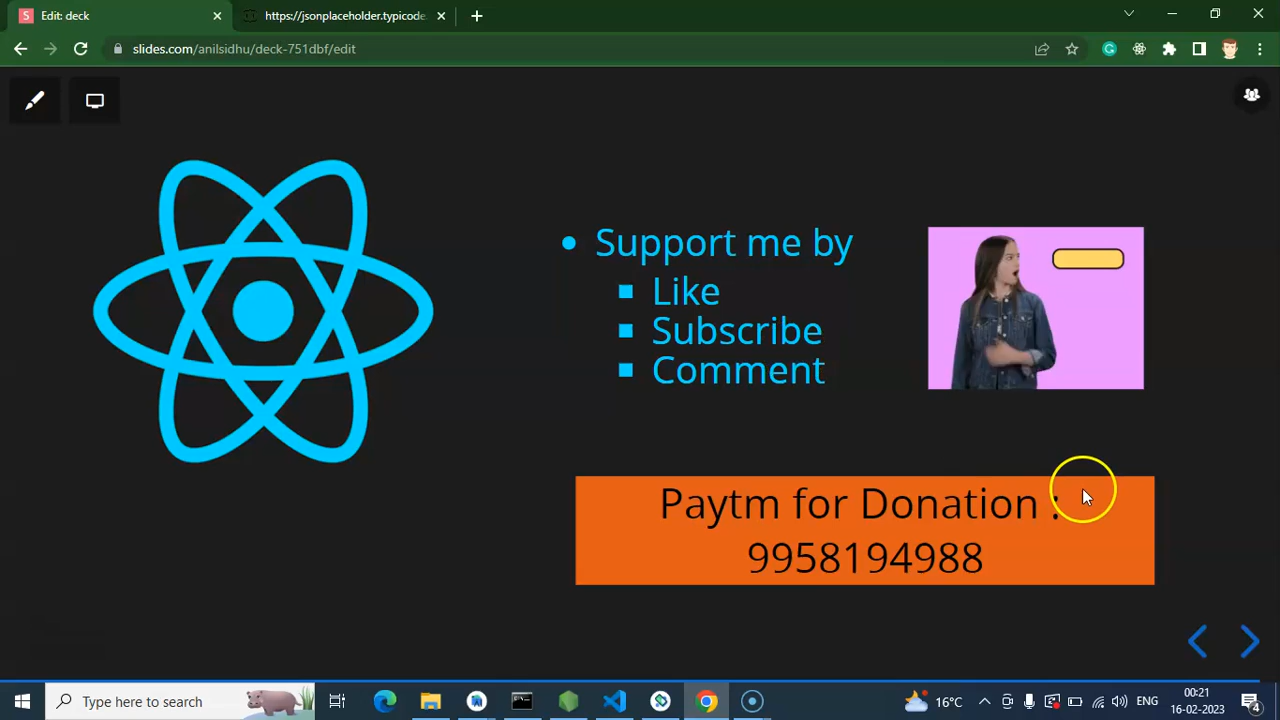 Edit: deck
https://jsonplaceholder.typicode.
slides.com/anilsidhu/deck-751dbf/edit
Support me by
Like
Subscribe
Comment
Paytm for Donation :
9958194988
Type here to search
16°C
ENG
00:21
16-02-2023
4